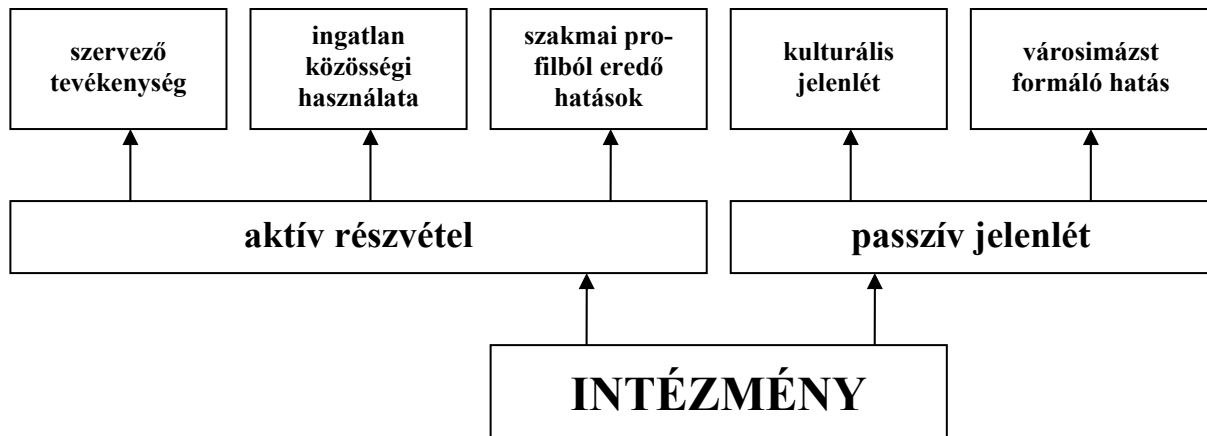 szervező
tevékenység
ingatlan
közösségi
használata
szakmai pro-
filból eredő
hatások
kulturális
jelenlét
városimázst
formáló hatás
aktív részvétel
passzív jelenlét
INTÉZMÉNY